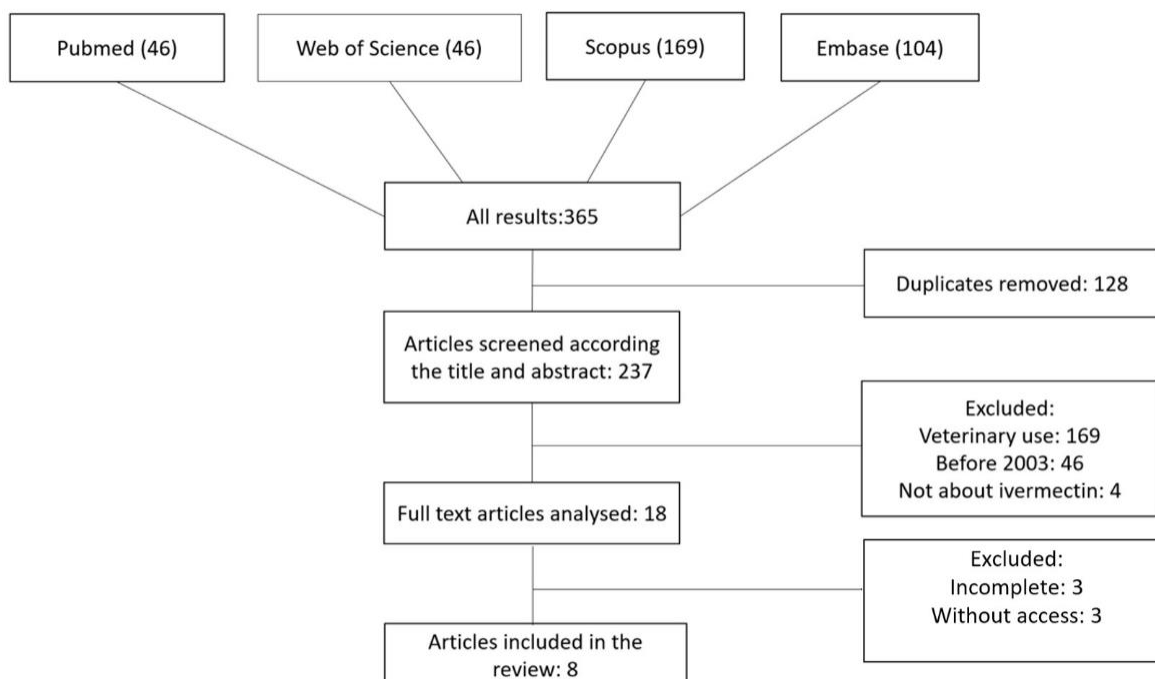 Pubmed (46)
Web of Science (46)
Scopus (169)
Embase (104)
All results:365
Duplicates removed: 128
Articles screened according
the title and abstract: 237
Excluded:
Veterinary use: 169
Before 2003: 46
Not about ivermectin: 4
Full text articles analysed: 18
Excluded:
Incomplete: 3
Without access: 3
Articles included in the
review: 8